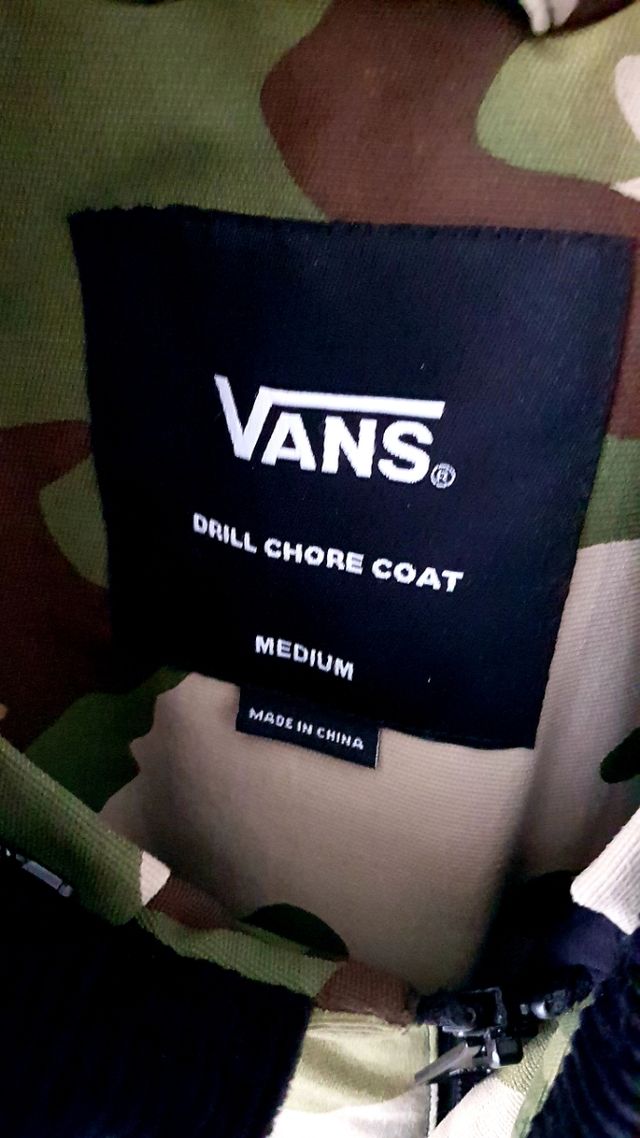 VANS®
DRILL CHORE COAT
MEDIUM
MADE IN CHINA